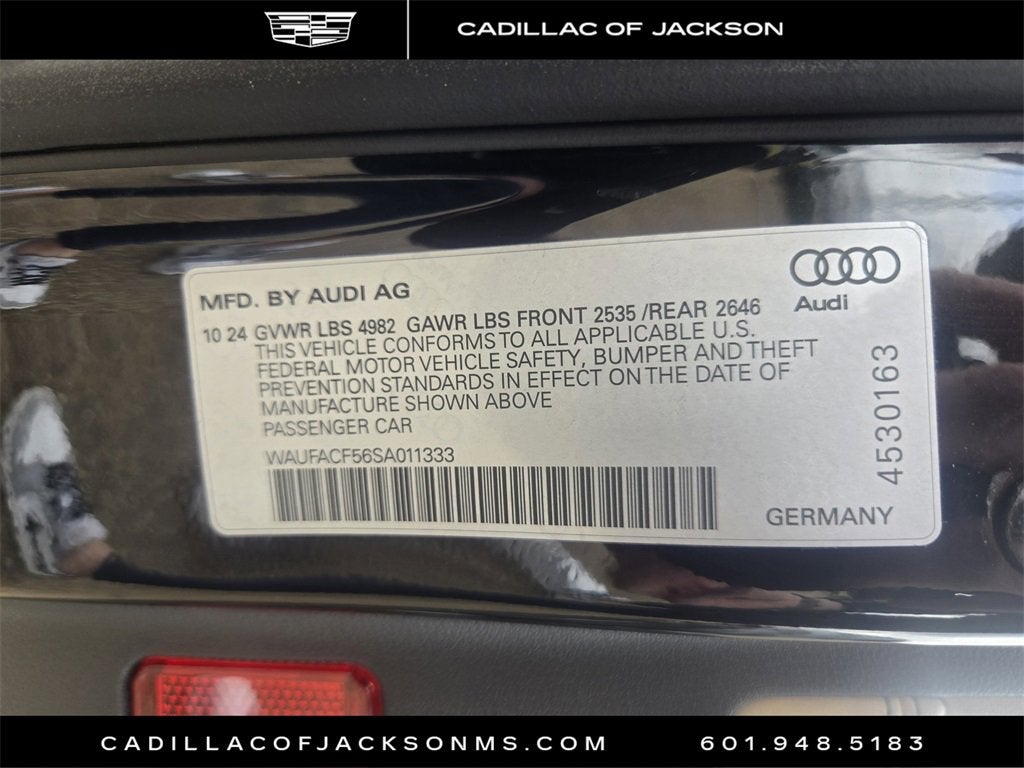 CADILLAC OF JACKSON
Audi
MFD. BY AUDI AG
10 24 GVWR LBS 4982 GAWR LBS FRONT 2535 /REAR 2646
THIS VEHICLE CONFORMS TO ALL APPLICABLE U.S.
FEDERAL MOTOR VEHICLE SAFETY, BUMPER AND THEFT
PREVENTION STANDARDS IN EFFECT ON THE DATE OF
MANUFACTURE SHOWN ABOVE
PASSENGER CAR
WAUFACF56SA011333
GERMANY
4530163
CADILLACOFJACKSONMS.COM
601.948.5183